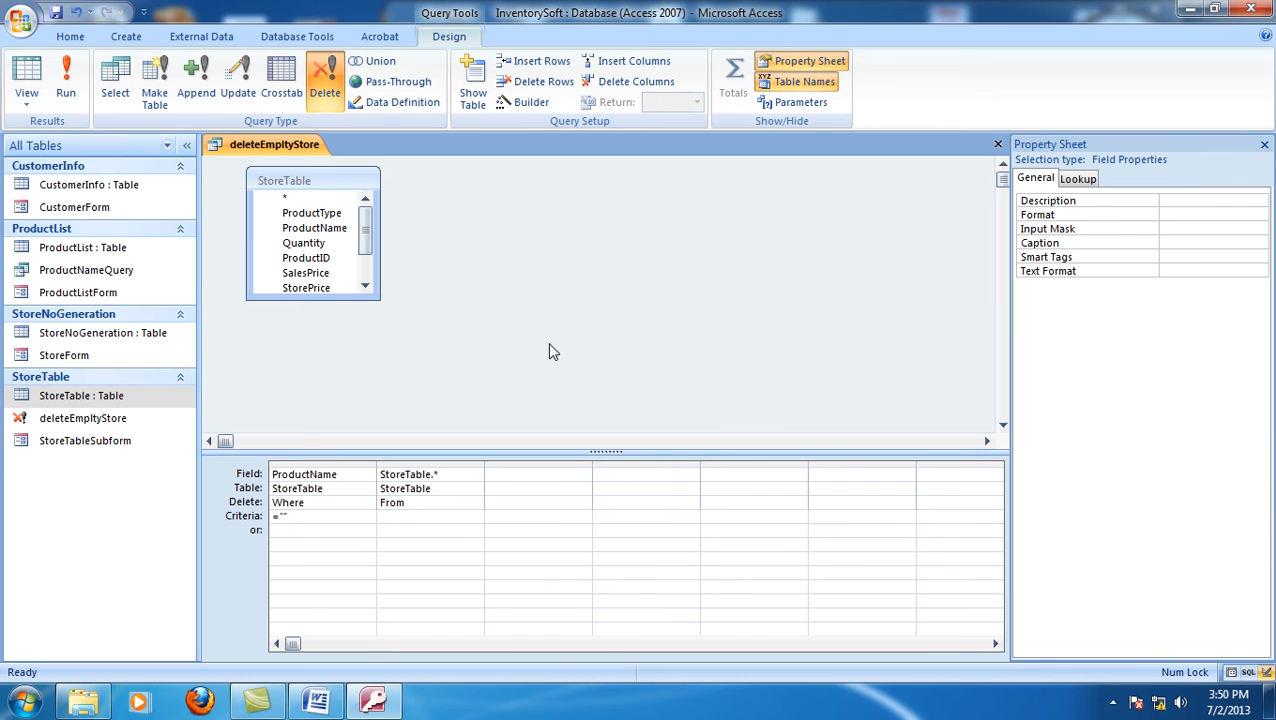 Query Tools
InventorySoft : Database (Access 2007) - Microsoft Access
Home
Create
External Data
Database Tools
Acrobat
Design
View
Run
Results
Select
Make Table
Append
Update
Crosstab
Delete
Union
Pass-Through
Data Definition
Query Type
Show Table
Insert Rows
Delete Rows
Builder
Insert Columns
Delete Columns
Return:
Query Setup
Totals
Property Sheet
Table Names
Parameters
Show/Hide
All Tables
CustomerInfo
CustomerInfo : Table
CustomerForm
ProductList
ProductList : Table
ProductNameQuery
ProductListForm
StoreNoGeneration
StoreNoGeneration : Table
StoreForm
StoreTable
StoreTable : Table
deleteEmpltyStore
StoreTableSubform
deleteEmpltyStore
StoreTable
*
ProductType
ProductName
Quantity
ProductID
SalesPrice
StorePrice
Field: ProductName StoreTable.*
Table: StoreTable StoreTable
Delete: Where From
Criteria: =""
or:
Property Sheet
Selection type: Field Properties
General
Lookup
Description
Format
Input Mask
Caption
Smart Tags
Text Format
Ready
Num Lock
SQL
3:50 PM
7/2/2013